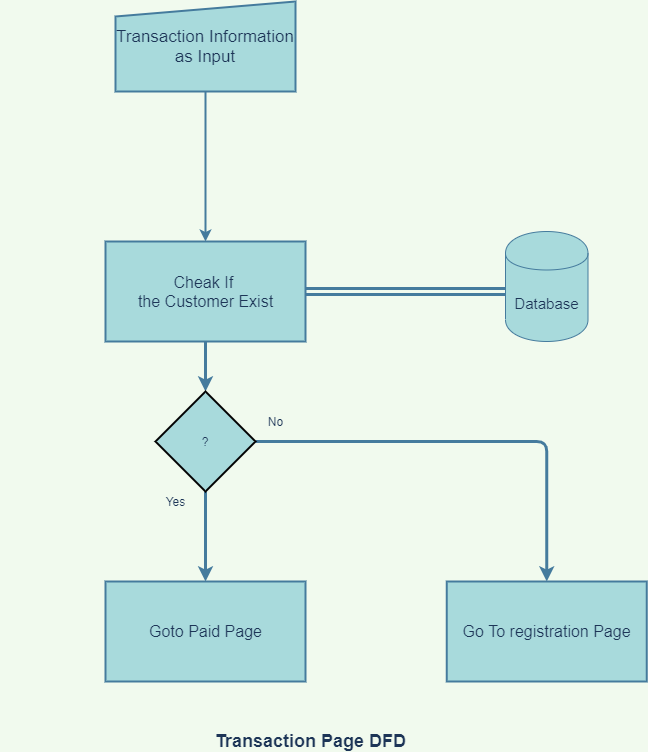 Transaction Information
as Input
Cheak If
the Customer Exist
Database
?
No
Yes
Goto Paid Page
Go To registration Page
Transaction Page DFD